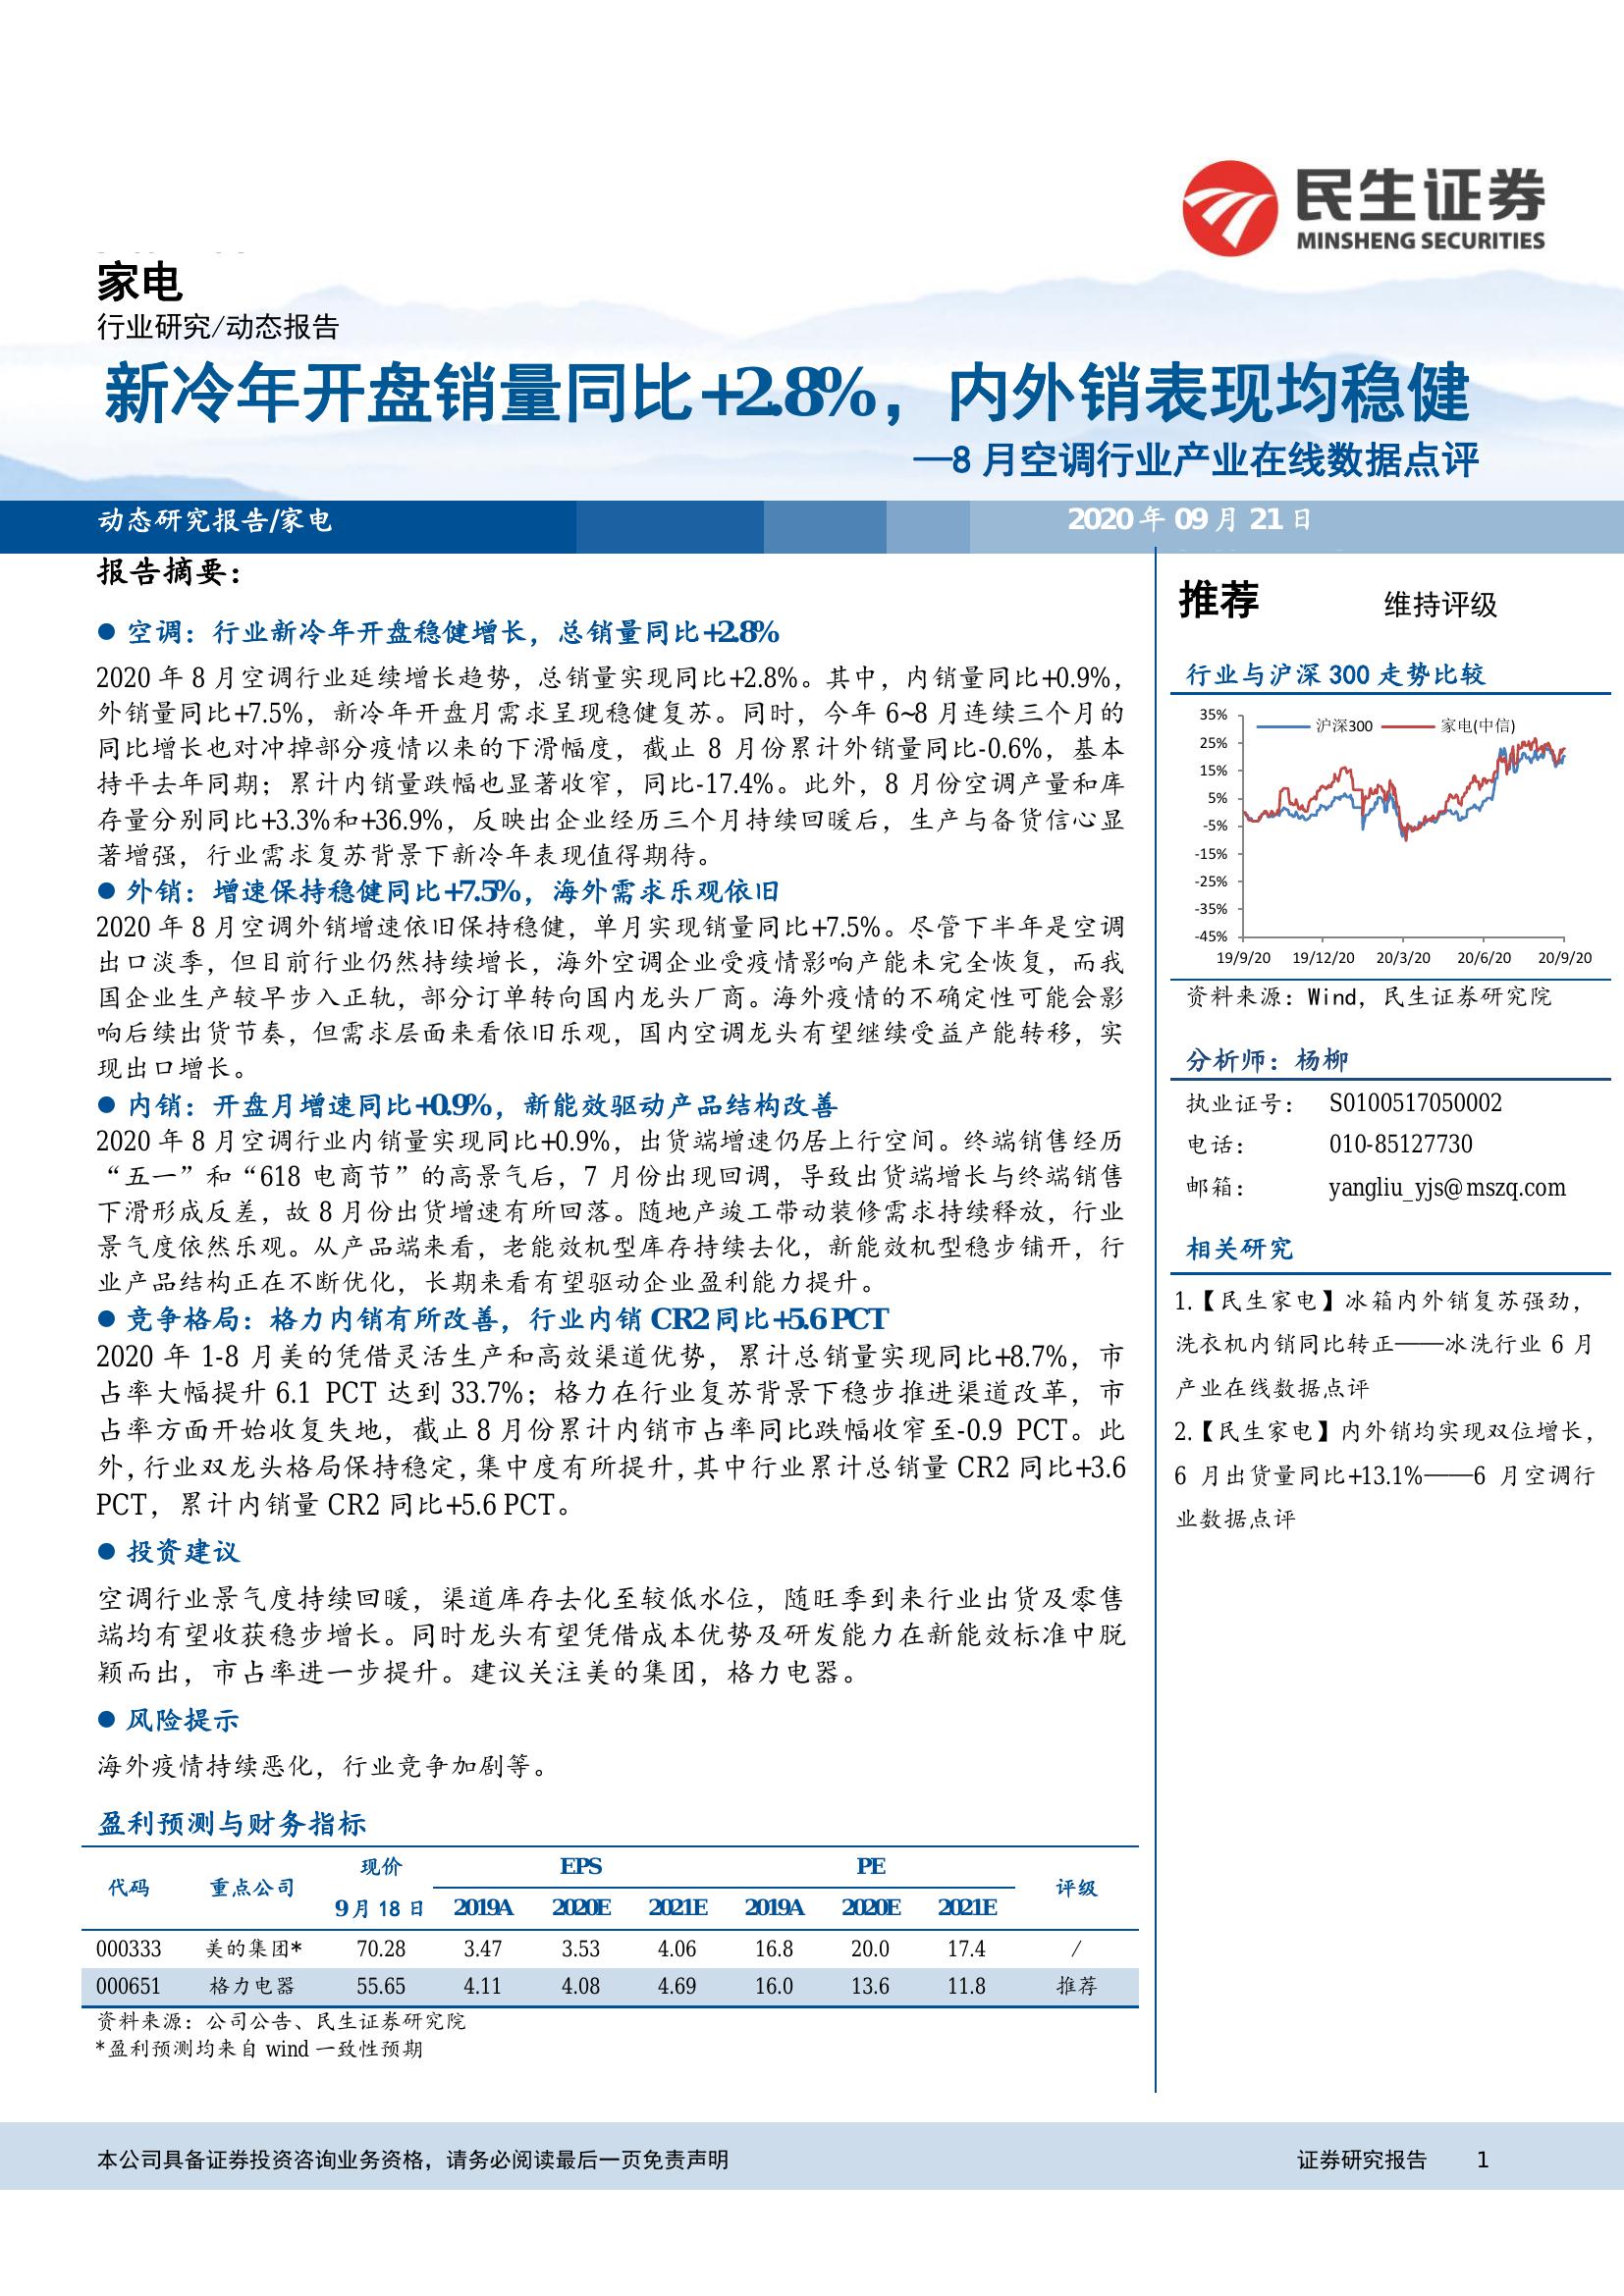 民生证券
MINSHENG SECURITIES
家电
行业研究/动态报告
新冷年开盘销量同比+2.8%，内外销表现均稳健
—8 月空调行业产业在线数据点评
动态研究报告/家电
2020 年 09 月 21 日
报告摘要：
● 空调：行业新冷年开盘稳健增长，总销量同比+2.8%
2020 年 8 月空调行业延续增长趋势，总销量实现同比+2.8%。其中，内销量同比+0.9%，
外销量同比+7.5%，新冷年开盘月需求呈现稳健复苏。同时，今年 6~8 月连续三个月的
同比增长也对冲掉部分疫情以来的下滑幅度，截止 8 月份累计外销量同比-0.6%，基本
持平去年同期；累计内销量跌幅也显著收窄，同比-17.4%。此外，8 月份空调产量和库
存量分别同比+3.3%和+36.9%，反映出企业经历三个月持续回暖后，生产与备货信心显
著增强，行业需求复苏背景下新冷年表现值得期待。
● 外销：增速保持稳健同比+7.5%，海外需求乐观依旧
2020 年 8 月空调外销增速依旧保持稳健，单月实现销量同比+7.5%。尽管下半年是空调
出口淡季，但目前行业仍然持续增长，海外空调企业受疫情影响产能未完全恢复，而我
国企业生产较早步入正轨，部分订单转向国内龙头厂商。海外疫情的不确定性可能会影
响后续出货节奏，但需求层面来看依旧乐观，国内空调龙头有望继续受益产能转移，实
现出口增长。
● 内销：开盘月增速同比+0.9%，新能效驱动产品结构改善
2020 年 8 月空调行业内销量实现同比+0.9%，出货端增速仍居上行空间。终端销售经历
“五一”和“618 电商节”的高景气后，7 月份出现回调，导致出货端增长与终端销售
下滑形成反差，故 8 月份出货增速有所回落。随地产竣工带动装修需求持续释放，行业
景气度依然乐观。从产品端来看，老能效机型库存持续去化，新能效机型稳步铺开，行
业产品结构正在不断优化，长期来看有望驱动企业盈利能力提升。
● 竞争格局：格力内销有所改善，行业内销 CR2 同比+5.6 PCT
2020 年 1-8 月美的凭借灵活生产和高效渠道优势，累计总销量实现同比+8.7%，市
占率大幅提升 6.1 PCT 达到 33.7%；格力在行业复苏背景下稳步推进渠道改革，市
占率方面开始收复失地，截止 8 月份累计内销市占率同比跌幅收窄至-0.9 PCT。此
外，行业双龙头格局保持稳定，集中度有所提升，其中行业累计总销量 CR2 同比+3.6
PCT，累计内销量 CR2 同比+5.6 PCT。
● 投资建议
空调行业景气度持续回暖，渠道库存去化至较低水位，随旺季到来行业出货及零售
端均有望收获稳步增长。同时龙头有望凭借成本优势及研发能力在新能效标准中脱
颖而出，市占率进一步提升。建议关注美的集团，格力电器。
● 风险提示
海外疫情持续恶化，行业竞争加剧等。
盈利预测与财务指标
代码 重点公司 现价 EPS PE 评级
9 月 18 日 2019A 2020E 2021E 2019A 2020E 2021E
000333 美的集团* 70.28 3.47 3.53 4.06 16.8 20.0 17.4 /
000651 格力电器 55.65 4.11 4.08 4.69 16.0 13.6 11.8 推荐
资料来源：公司公告、民生证券研究院
*盈利预测均来自 wind 一致性预期
推荐 维持评级
行业与沪深 300 走势比较
沪深300 家电(中信)
35%
25%
15%
5%
-5%
-15%
-25%
-35%
-45%
19/9/20 19/12/20 20/3/20 20/6/20 20/9/20
资料来源：Wind，民生证券研究院
分析师：杨柳
执业证号： S0100517050002
电话： 010-85127730
邮箱： yangliu_yjs@mszq.com
相关研究
1.【民生家电】冰箱内外销复苏强劲，
洗衣机内销同比转正——冰洗行业 6 月
产业在线数据点评
2.【民生家电】内外销均实现双位增长，
6 月出货量同比+13.1%——6 月空调行
业数据点评
本公司具备证券投资咨询业务资格，请务必阅读最后一页免责声明
证券研究报告 1